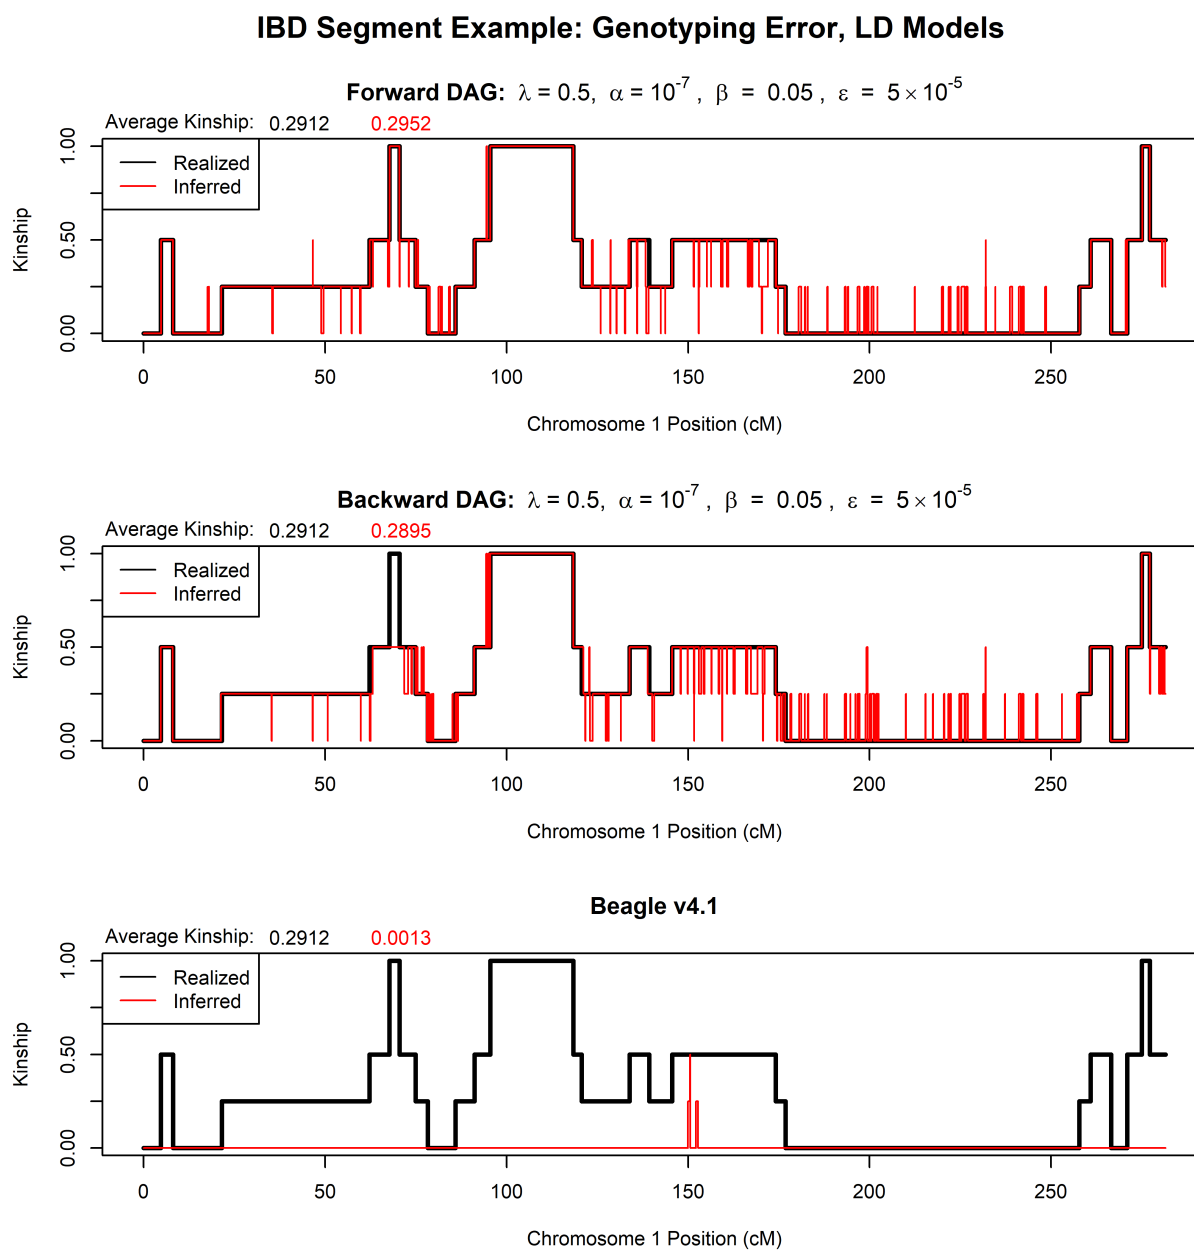 IBD Segment Example: Genotyping Error, LD Models
Forward DAG: λ = 0.5, α = 10^-7 , β = 0.05 , ε = 5 × 10^-5
Average Kinship: 0.2912 0.2952
Realized
Inferred
Kinship
0.00 0.50 1.00
0 50 100 150 200 250
Chromosome 1 Position (cM)
Backward DAG: λ = 0.5, α = 10^-7 , β = 0.05 , ε = 5 × 10^-5
Average Kinship: 0.2912 0.2895
Realized
Inferred
Kinship
0.00 0.50 1.00
0 50 100 150 200 250
Chromosome 1 Position (cM)
Beagle v4.1
Average Kinship: 0.2912 0.0013
Realized
Inferred
Kinship
0.00 0.50 1.00
0 50 100 150 200 250
Chromosome 1 Position (cM)